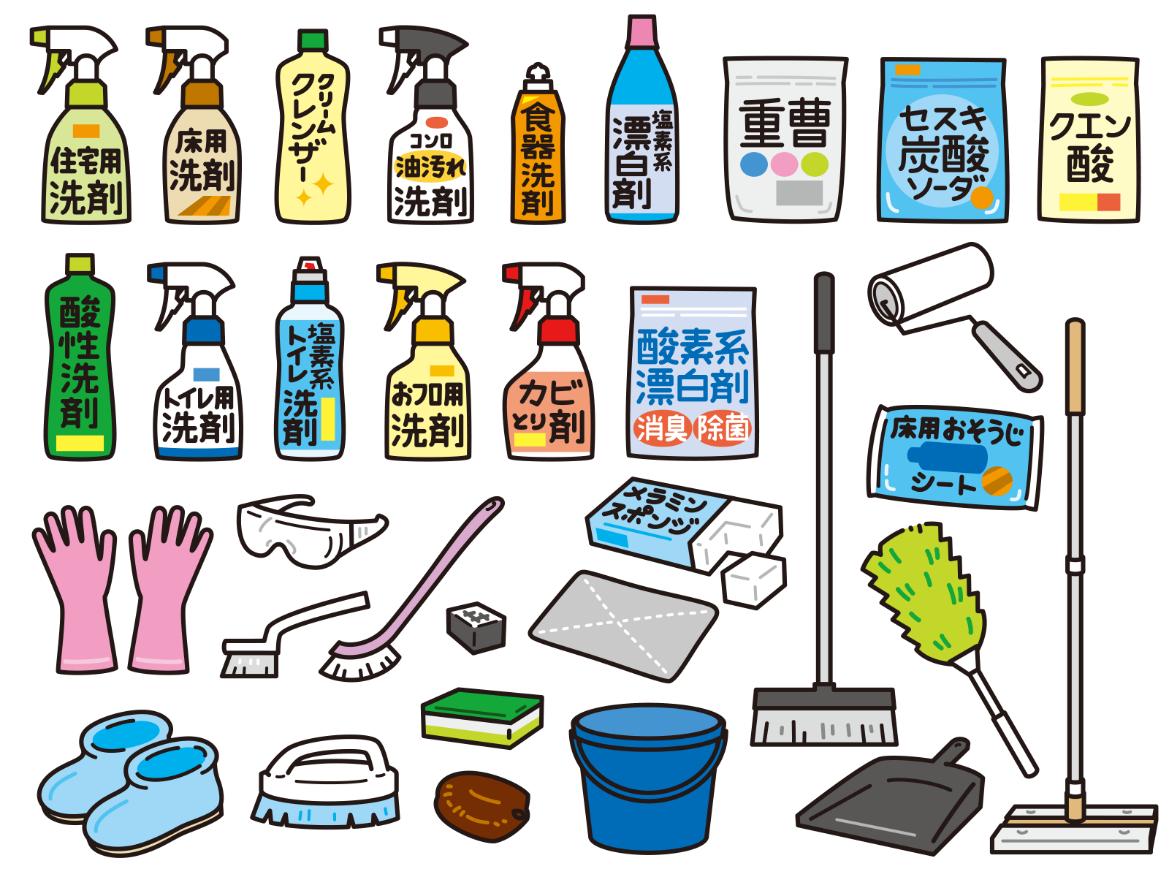 住宅用
洗剤
床用
洗剤
クリーム
クレンザー
コンロ
油汚れ
洗剤
食器洗剤
塩素系
漂白剤
重曹
セスキ
炭酸
ソーダ
クエン
酸
酸性洗剤
トイレ用
洗剤
塩素系
トイレ
洗剤
おフロ用
洗剤
カビ
とり剤
酸素系
漂白剤
消臭 除菌
床用おそうじ
シート
メラミン
スポンジ